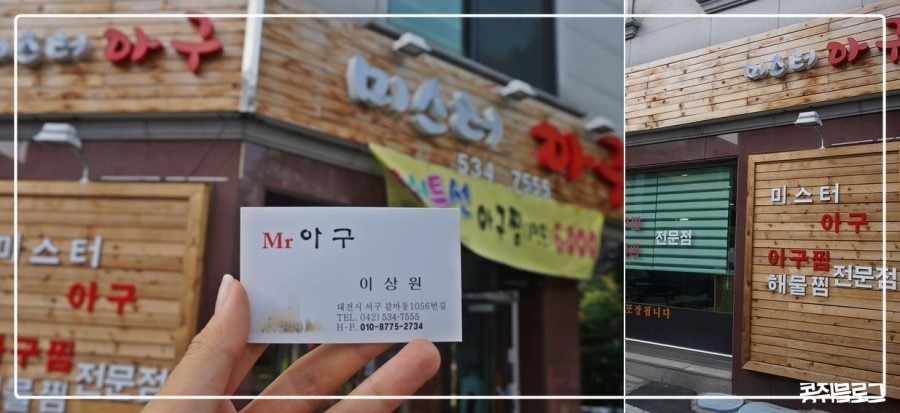 미스터 아구
미스터 아구
534 7555
아구찜
6,000
미스터
아구
아구찜
전문점
해물찜
Mr 아구
이 상 원
대전시 서구 갈마동1056번길
TEL. 042) 534-7555
H·P. 010-8775-2734
미스터 아구
전문점
미스터
아구
아구찜
해물찜 전문점
콩쥐블로그